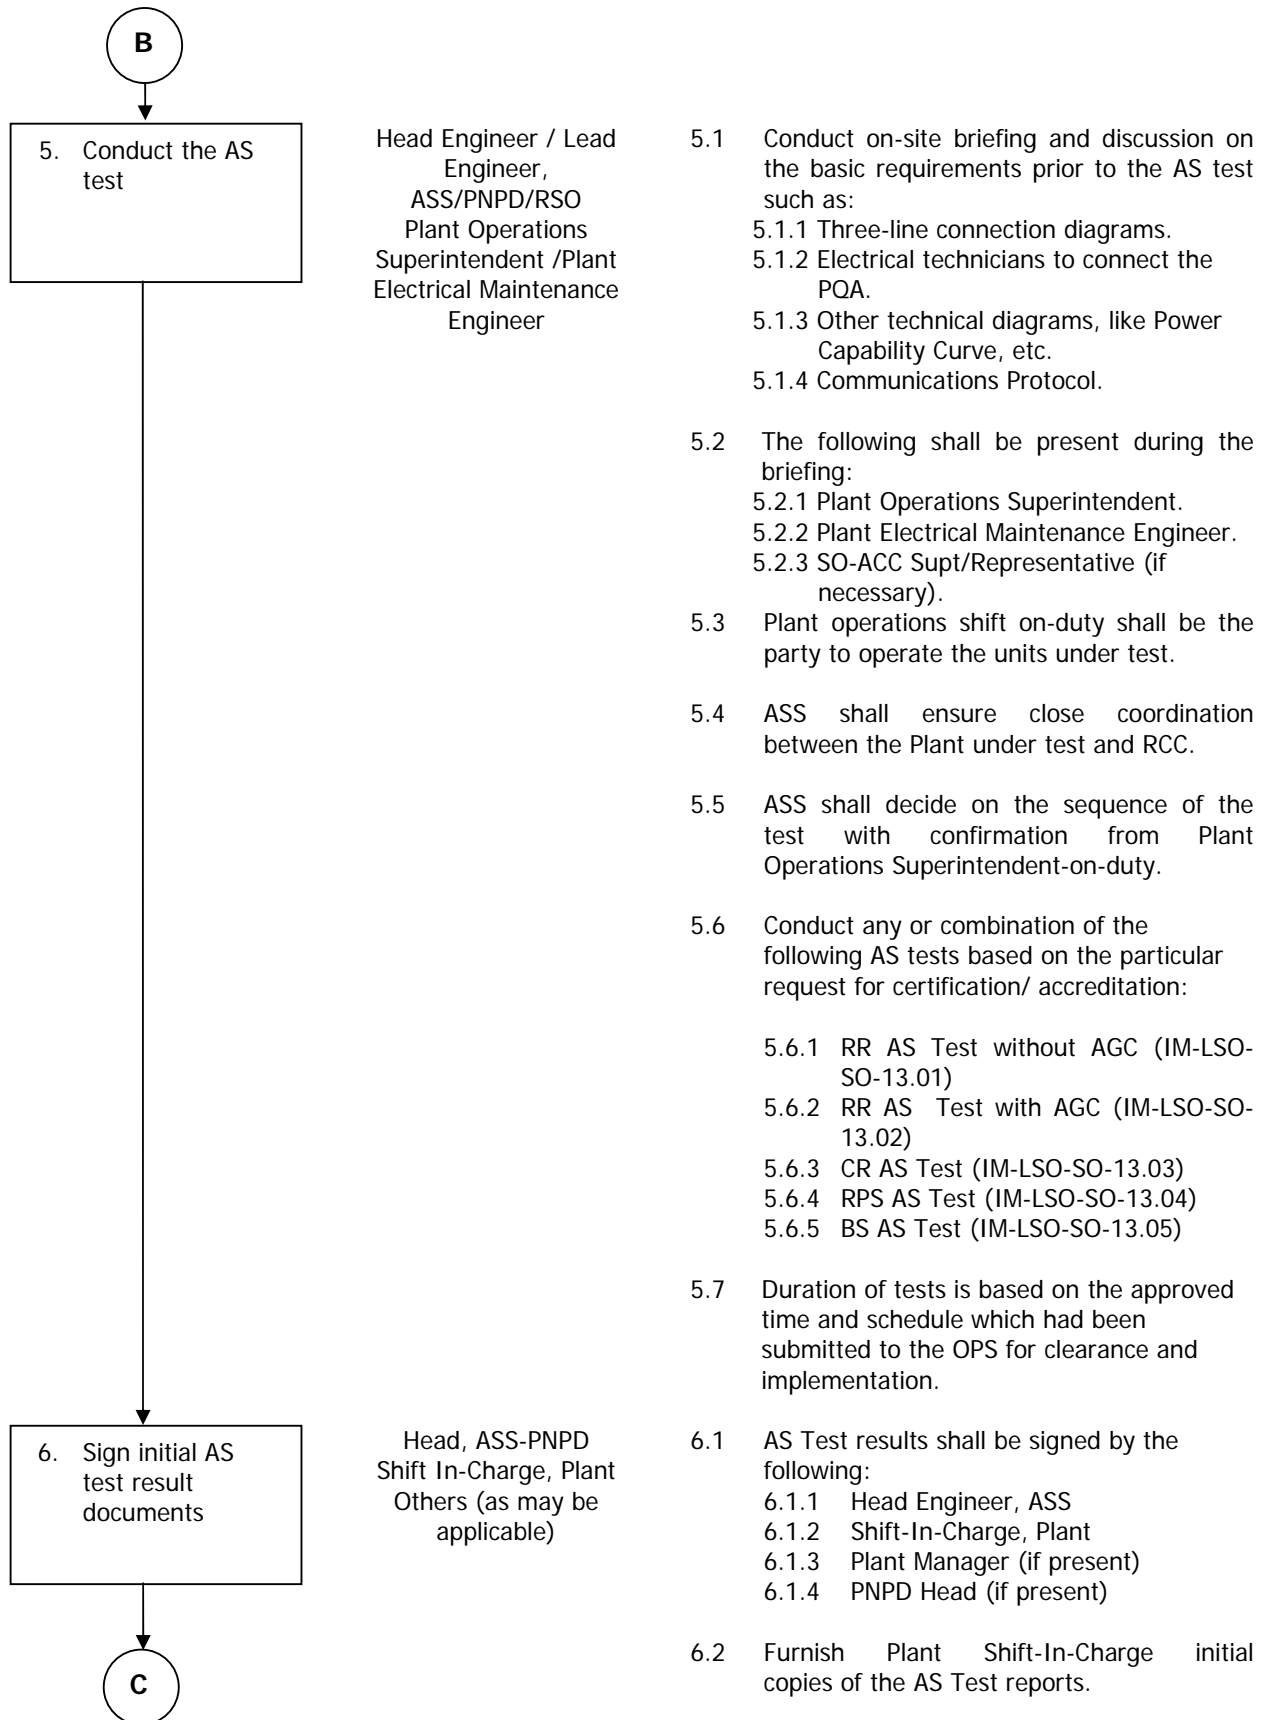 B
5. Conduct the AS
test
Head Engineer / Lead
Engineer,
ASS/PNPD/RSO
Plant Operations
Superintendent /Plant
Electrical Maintenance
Engineer
5.1 Conduct on-site briefing and discussion on
the basic requirements prior to the AS test
such as:
5.1.1 Three-line connection diagrams.
5.1.2 Electrical technicians to connect the
PQA.
5.1.3 Other technical diagrams, like Power
Capability Curve, etc.
5.1.4 Communications Protocol.
5.2 The following shall be present during the
briefing:
5.2.1 Plant Operations Superintendent.
5.2.2 Plant Electrical Maintenance Engineer.
5.2.3 SO-ACC Supt/Representative (if
necessary).
5.3 Plant operations shift on-duty shall be the
party to operate the units under test.
5.4 ASS shall ensure close coordination
between the Plant under test and RCC.
5.5 ASS shall decide on the sequence of the
test with confirmation from Plant
Operations Superintendent-on-duty.
5.6 Conduct any or combination of the
following AS tests based on the particular
request for certification/ accreditation:
5.6.1 RR AS Test without AGC (IM-LSO-
SO-13.01)
5.6.2 RR AS Test with AGC (IM-LSO-SO-
13.02)
5.6.3 CR AS Test (IM-LSO-SO-13.03)
5.6.4 RPS AS Test (IM-LSO-SO-13.04)
5.6.5 BS AS Test (IM-LSO-SO-13.05)
5.7 Duration of tests is based on the approved
time and schedule which had been
submitted to the OPS for clearance and
implementation.
6. Sign initial AS
test result
documents
Head, ASS-PNPD
Shift In-Charge, Plant
Others (as may be
applicable)
6.1 AS Test results shall be signed by the
following:
6.1.1 Head Engineer, ASS
6.1.2 Shift-In-Charge, Plant
6.1.3 Plant Manager (if present)
6.1.4 PNPD Head (if present)
6.2 Furnish Plant Shift-In-Charge initial
copies of the AS Test reports.
C